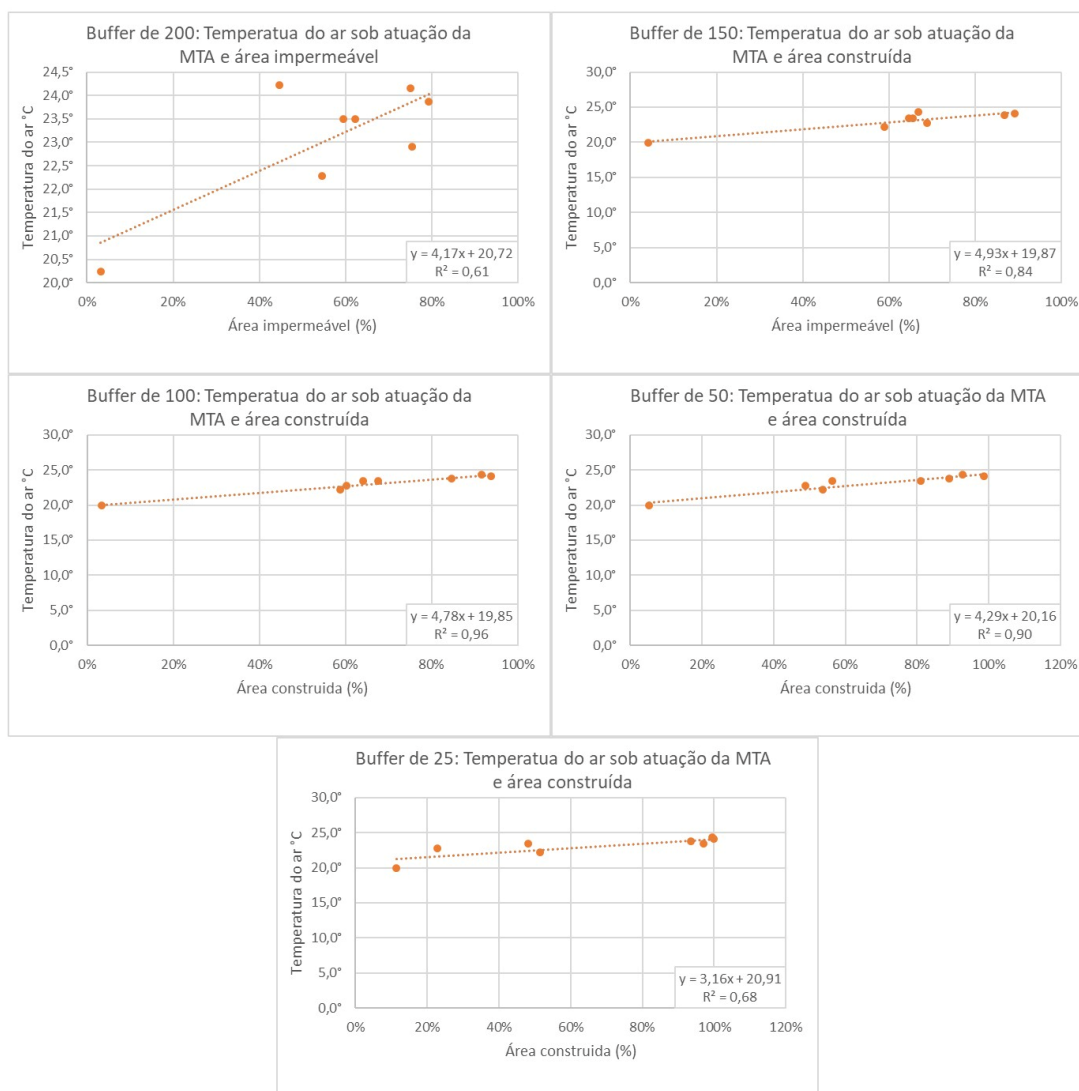 Buffer de 200: Temperatua do ar sob atuação da
MTA e área impermeável
Temperatura do ar °C
24,5°
24,0°
23,5°
23,0°
22,5°
22,0°
21,5°
21,0°
20,5°
20,0°
y = 4,17x + 20,72
R² = 0,61
0% 20% 40% 60% 80% 100%
Área impermeável (%)
Buffer de 150: Temperatua do ar sob atuação da
MTA e área construída
Temperatura do ar °C
30,0°
25,0°
20,0°
15,0°
10,0°
5,0°
0,0°
y = 4,93x + 19,87
R² = 0,84
0% 20% 40% 60% 80% 100%
Área impermeável (%)
Buffer de 100: Temperatua do ar sob atuação da
MTA e área construída
Temperatura do ar °C
30,0°
25,0°
20,0°
15,0°
10,0°
5,0°
0,0°
y = 4,78x + 19,85
R² = 0,96
0% 20% 40% 60% 80% 100%
Área construida (%)
Buffer de 50: Temperatua do ar sob atuação da MTA
e área construída
Temperatura do ar °C
30,0°
25,0°
20,0°
15,0°
10,0°
5,0°
0,0°
y = 4,29x + 20,16
R² = 0,90
0% 20% 40% 60% 80% 100% 120%
Área construida (%)
Buffer de 25: Temperatua do ar sob atuação da MTA
e área construída
Temperatura do ar °C
30,0°
25,0°
20,0°
15,0°
10,0°
5,0°
0,0°
y = 3,16x + 20,91
R² = 0,68
0% 20% 40% 60% 80% 100% 120%
Área construida (%)